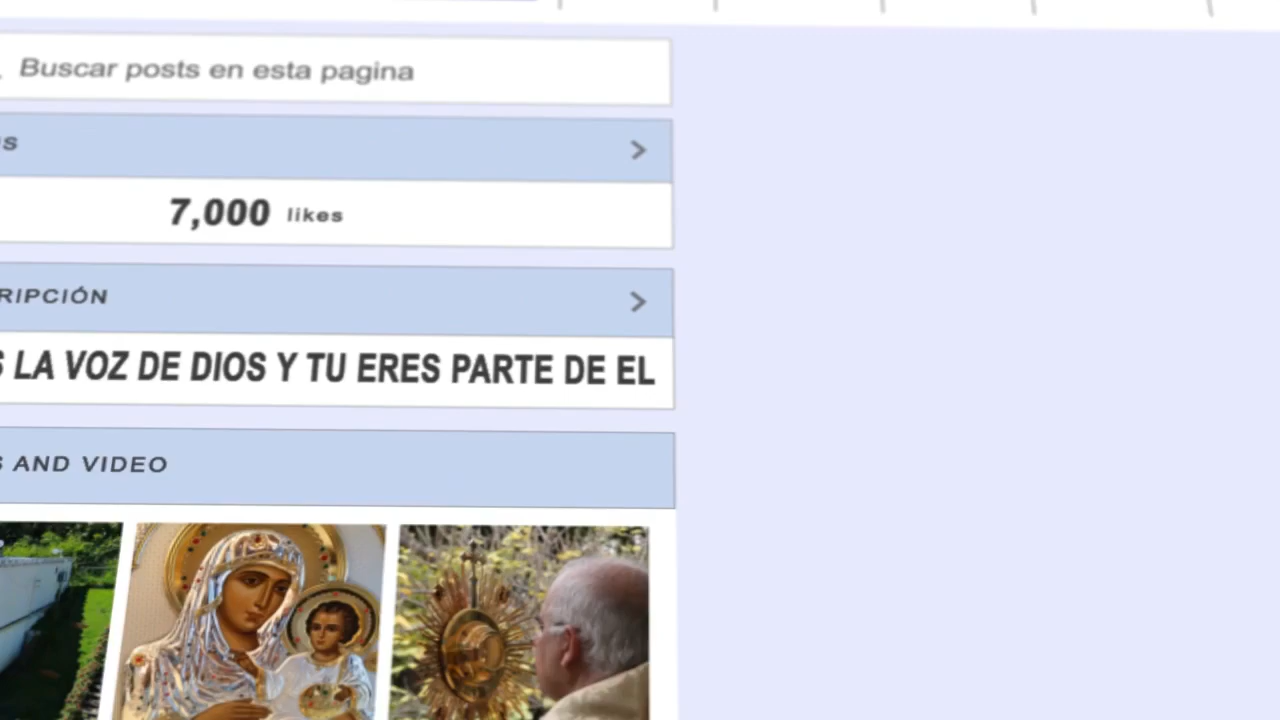 Buscar posts en esta pagina
7,000 likes
LA VOZ DE DIOS Y TU ERES PARTE DE EL
AND VIDEO